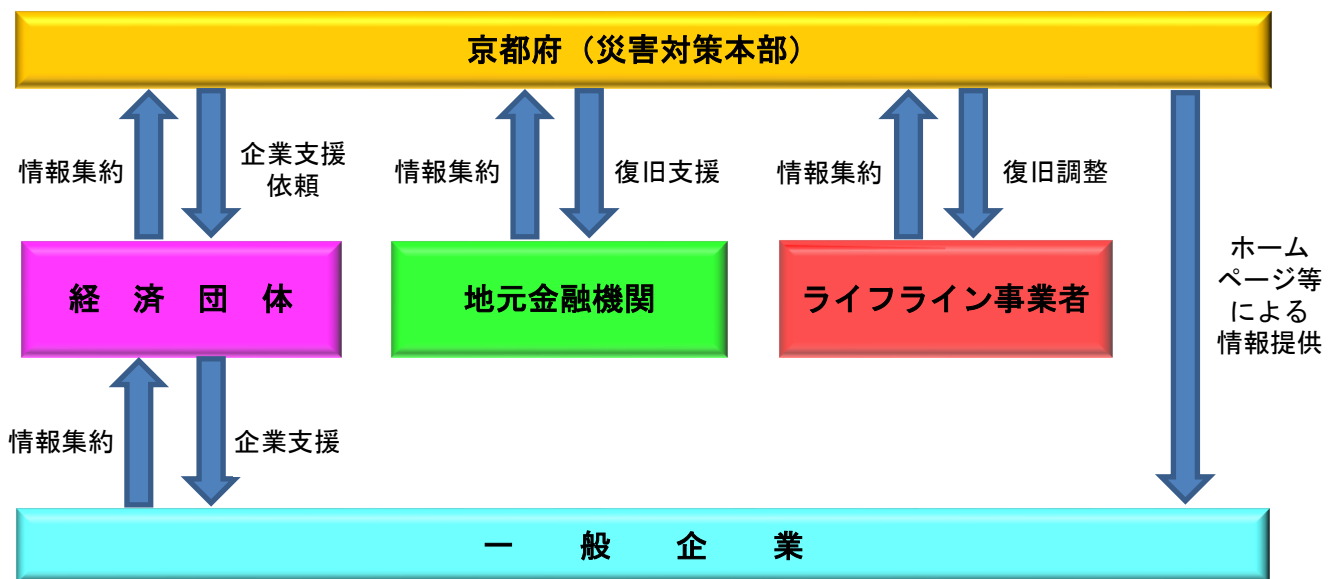 京都府（災害対策本部）
情報集約
企業支援
依頼
情報集約
復旧支援
情報集約
復旧調整
ホーム
ページ等
による
情報提供
経 済 団 体
地元金融機関
ライフライン事業者
情報集約
企業支援
一 般 企 業